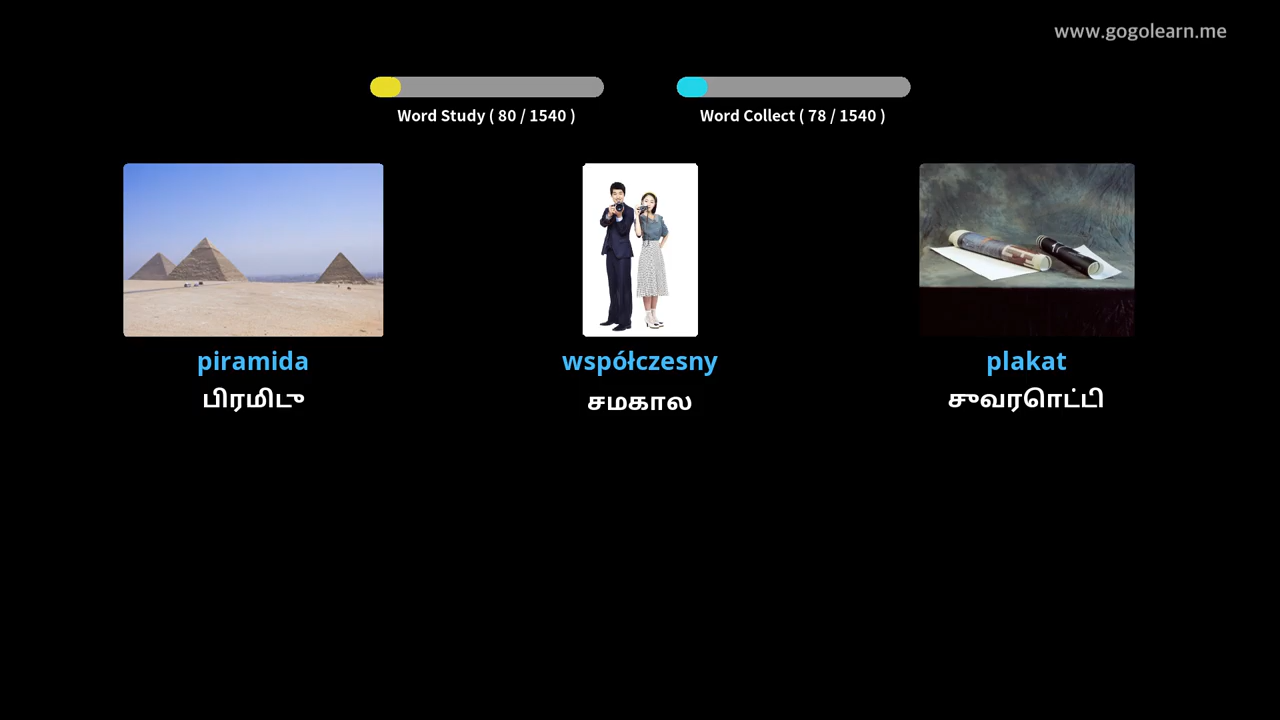 www.gogolearn.me
Word Study ( 80 / 1540 )
Word Collect ( 78 / 1540 )
piramida
współczesny
plakat
பிரமிடு
சமகால
சுவரொட்டி